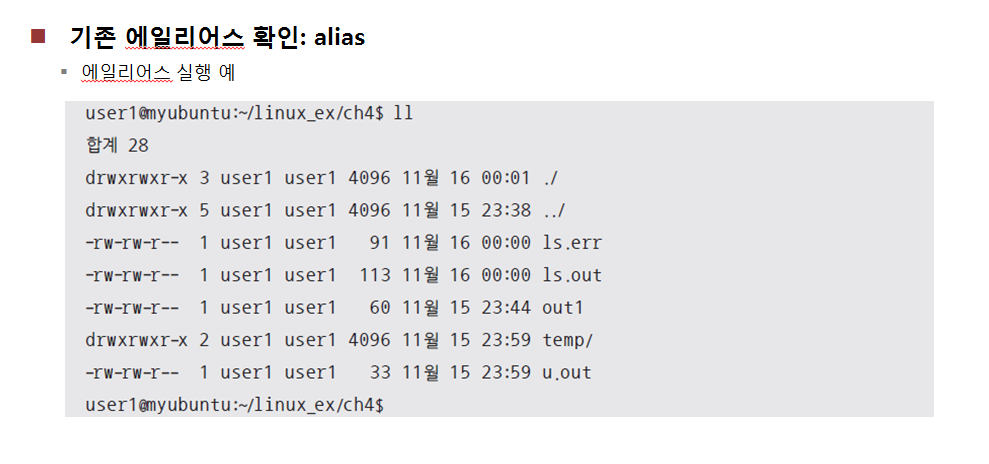 기존 에일리어스 확인: alias
에일리어스 실행 예
user1@myubuntu:~/linux_ex/ch4$ ll
합계 28
drwxrwxr-x 3 user1 user1 4096 11월 16 00:01 ./
drwxrwxr-x 5 user1 user1 4096 11월 15 23:38 ../
-rw-rw-r--  1 user1 user1   91 11월 16 00:00 ls.err
-rw-rw-r--  1 user1 user1  113 11월 16 00:00 ls.out
-rw-rw-r--  1 user1 user1   60 11월 15 23:44 out1
drwxrwxr-x 2 user1 user1 4096 11월 15 23:59 temp/
-rw-rw-r--  1 user1 user1   33 11월 15 23:59 u.out
user1@myubuntu:~/linux_ex/ch4$